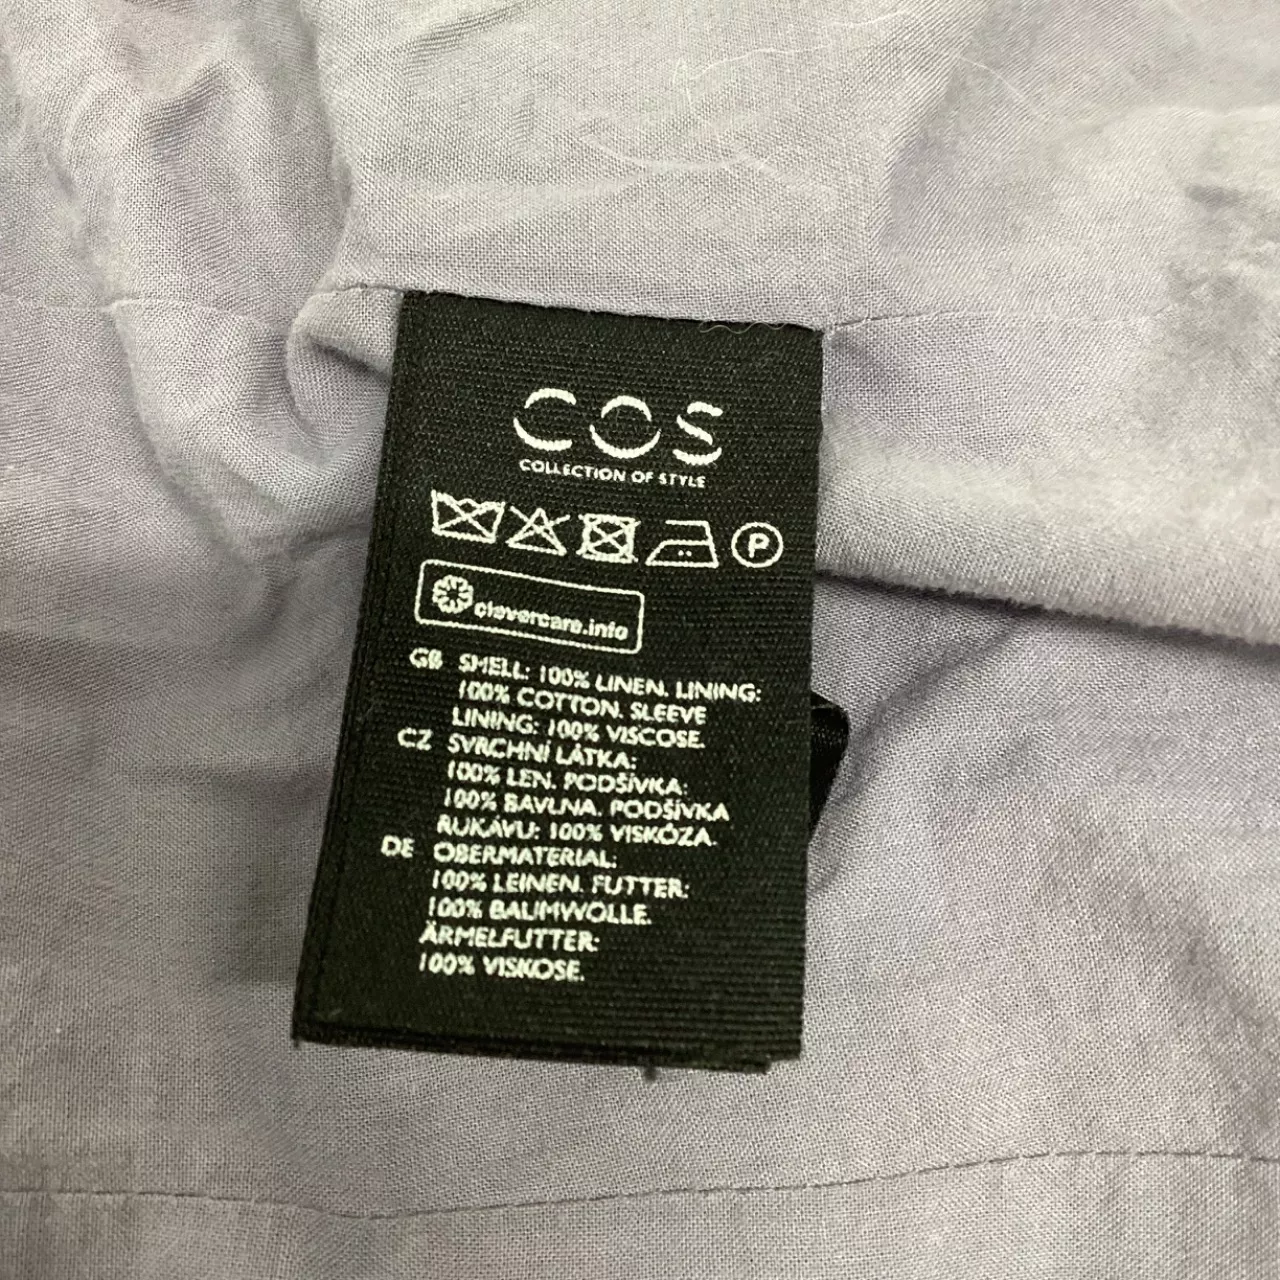 COS
COLLECTION OF STYLE
P
clevercare.info
GB SHELL: 100% LINEN. LINING:
100% COTTON. SLEEVE
LINING: 100% VISCOSE.
CZ SVRCHNÍ LÁTKA:
100% LEN. PODŠÍVKA:
100% BAVLNA. PODŠÍVKA
RUKÁVU: 100% VISKÓZA.
DE OBERMATERIAL:
100% LEINEN. FUTTER:
100% BAUMWOLLE.
ÄRMELFUTTER:
100% VISKOSE.